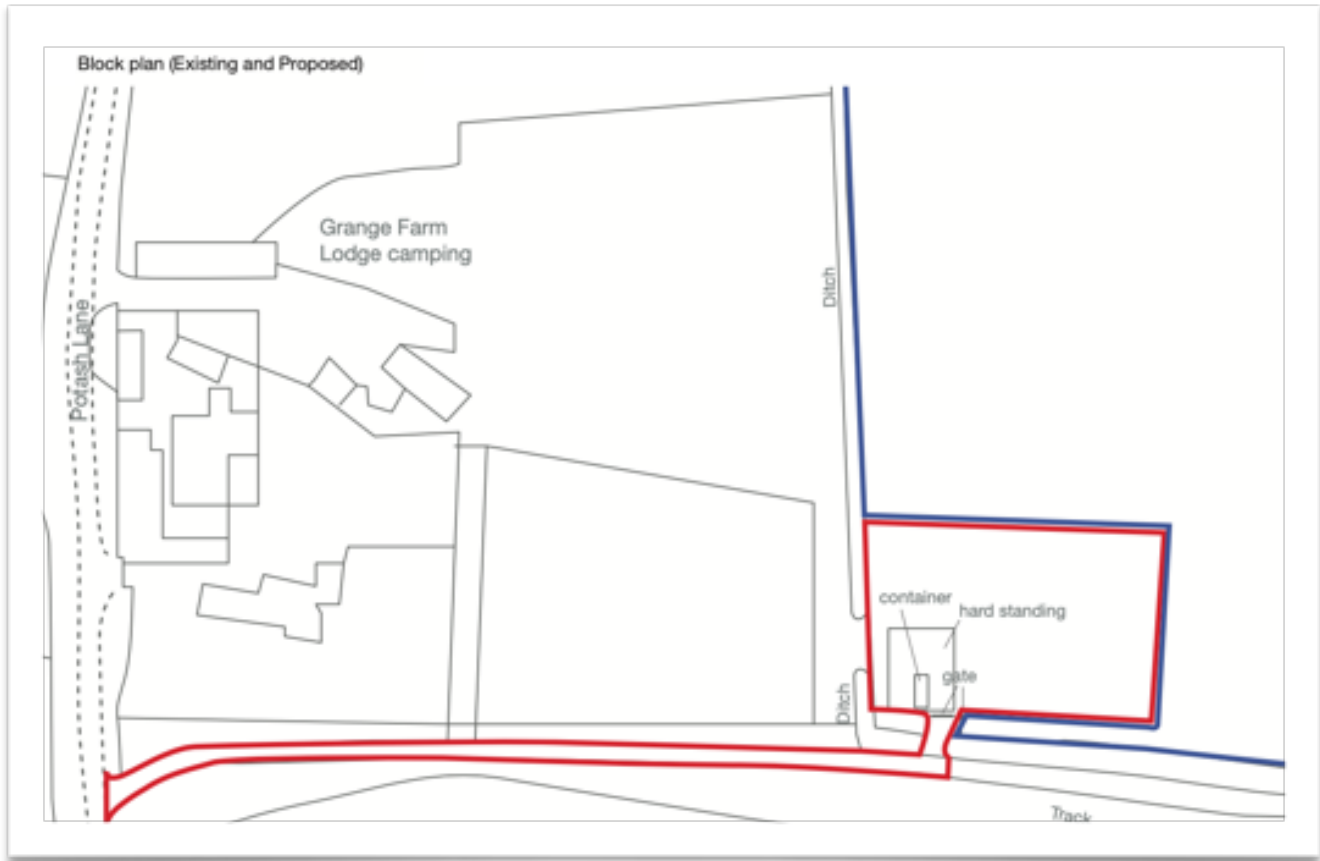 Block plan (Existing and Proposed)
Grange Farm
Lodge camping
Ditch
Potash Lane
container
hard standing
gate
Ditch
Track